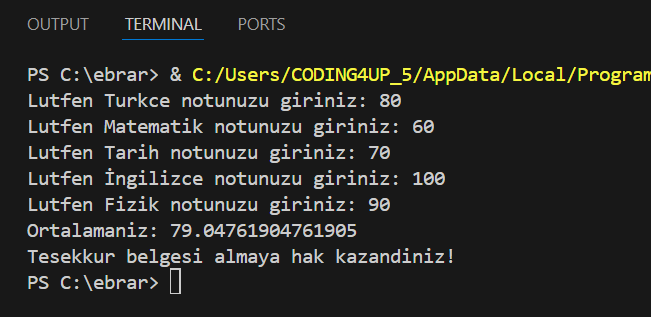 OUTPUT TERMINAL PORTS
PS C:\ebrar> & C:/Users/CODING4UP_5/AppData/Local/Program
Lutfen Turkce notunuzu giriniz: 80
Lutfen Matematik notunuzu giriniz: 60
Lutfen Tarih notunuzu giriniz: 70
Lutfen İngilizce notunuzu giriniz: 100
Lutfen Fizik notunuzu giriniz: 90
Ortalamaniz: 79.04761904761905
Tesekkur belgesi almaya hak kazandiniz!
PS C:\ebrar>